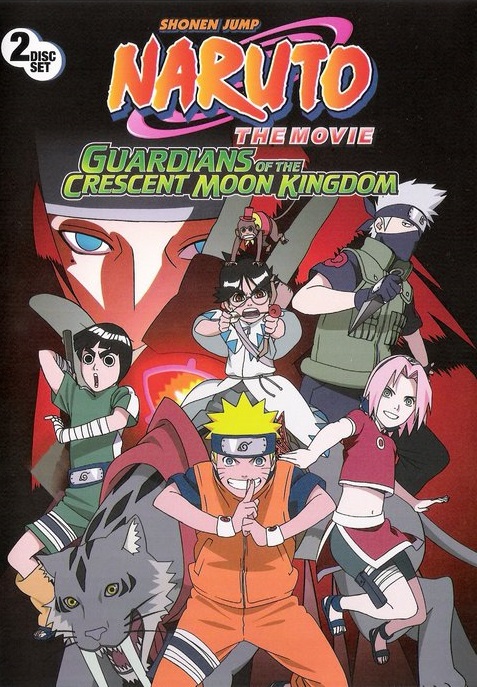 SHONEN JUMP
2 DISC
SET
NARUTO
THE MOVIE
GUARDIANS OF THE
CRESCENT MOON KINGDOM